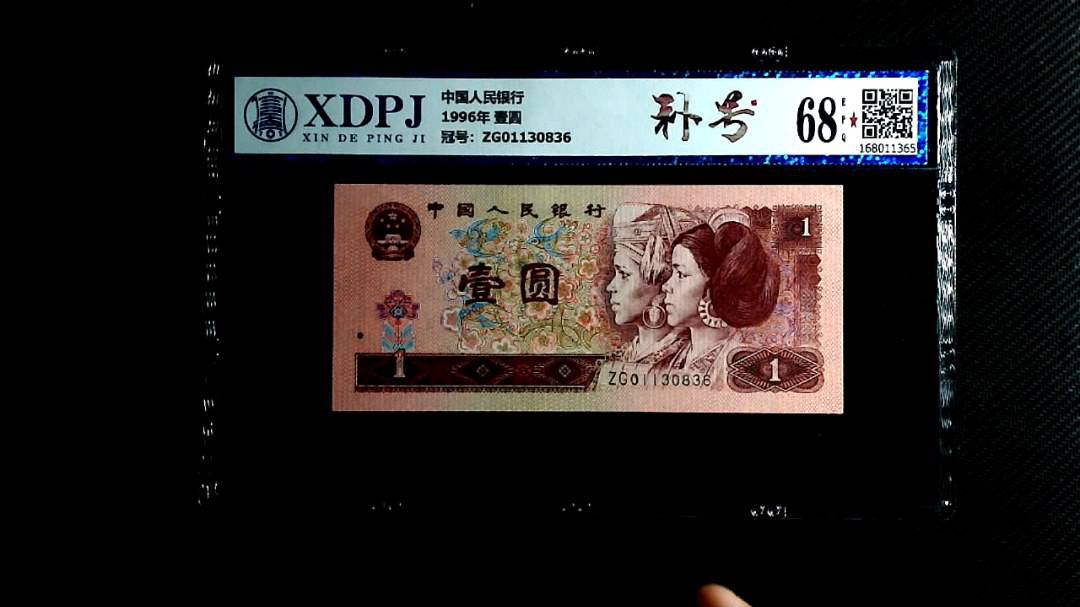 XDPJ
XIN DE PING JI
中国人民银行
1996年 壹圆
冠号: ZG01130836
补号
68
EPQ
168011365
中国人民银行
1
壹圆
1
ZG01130836
1